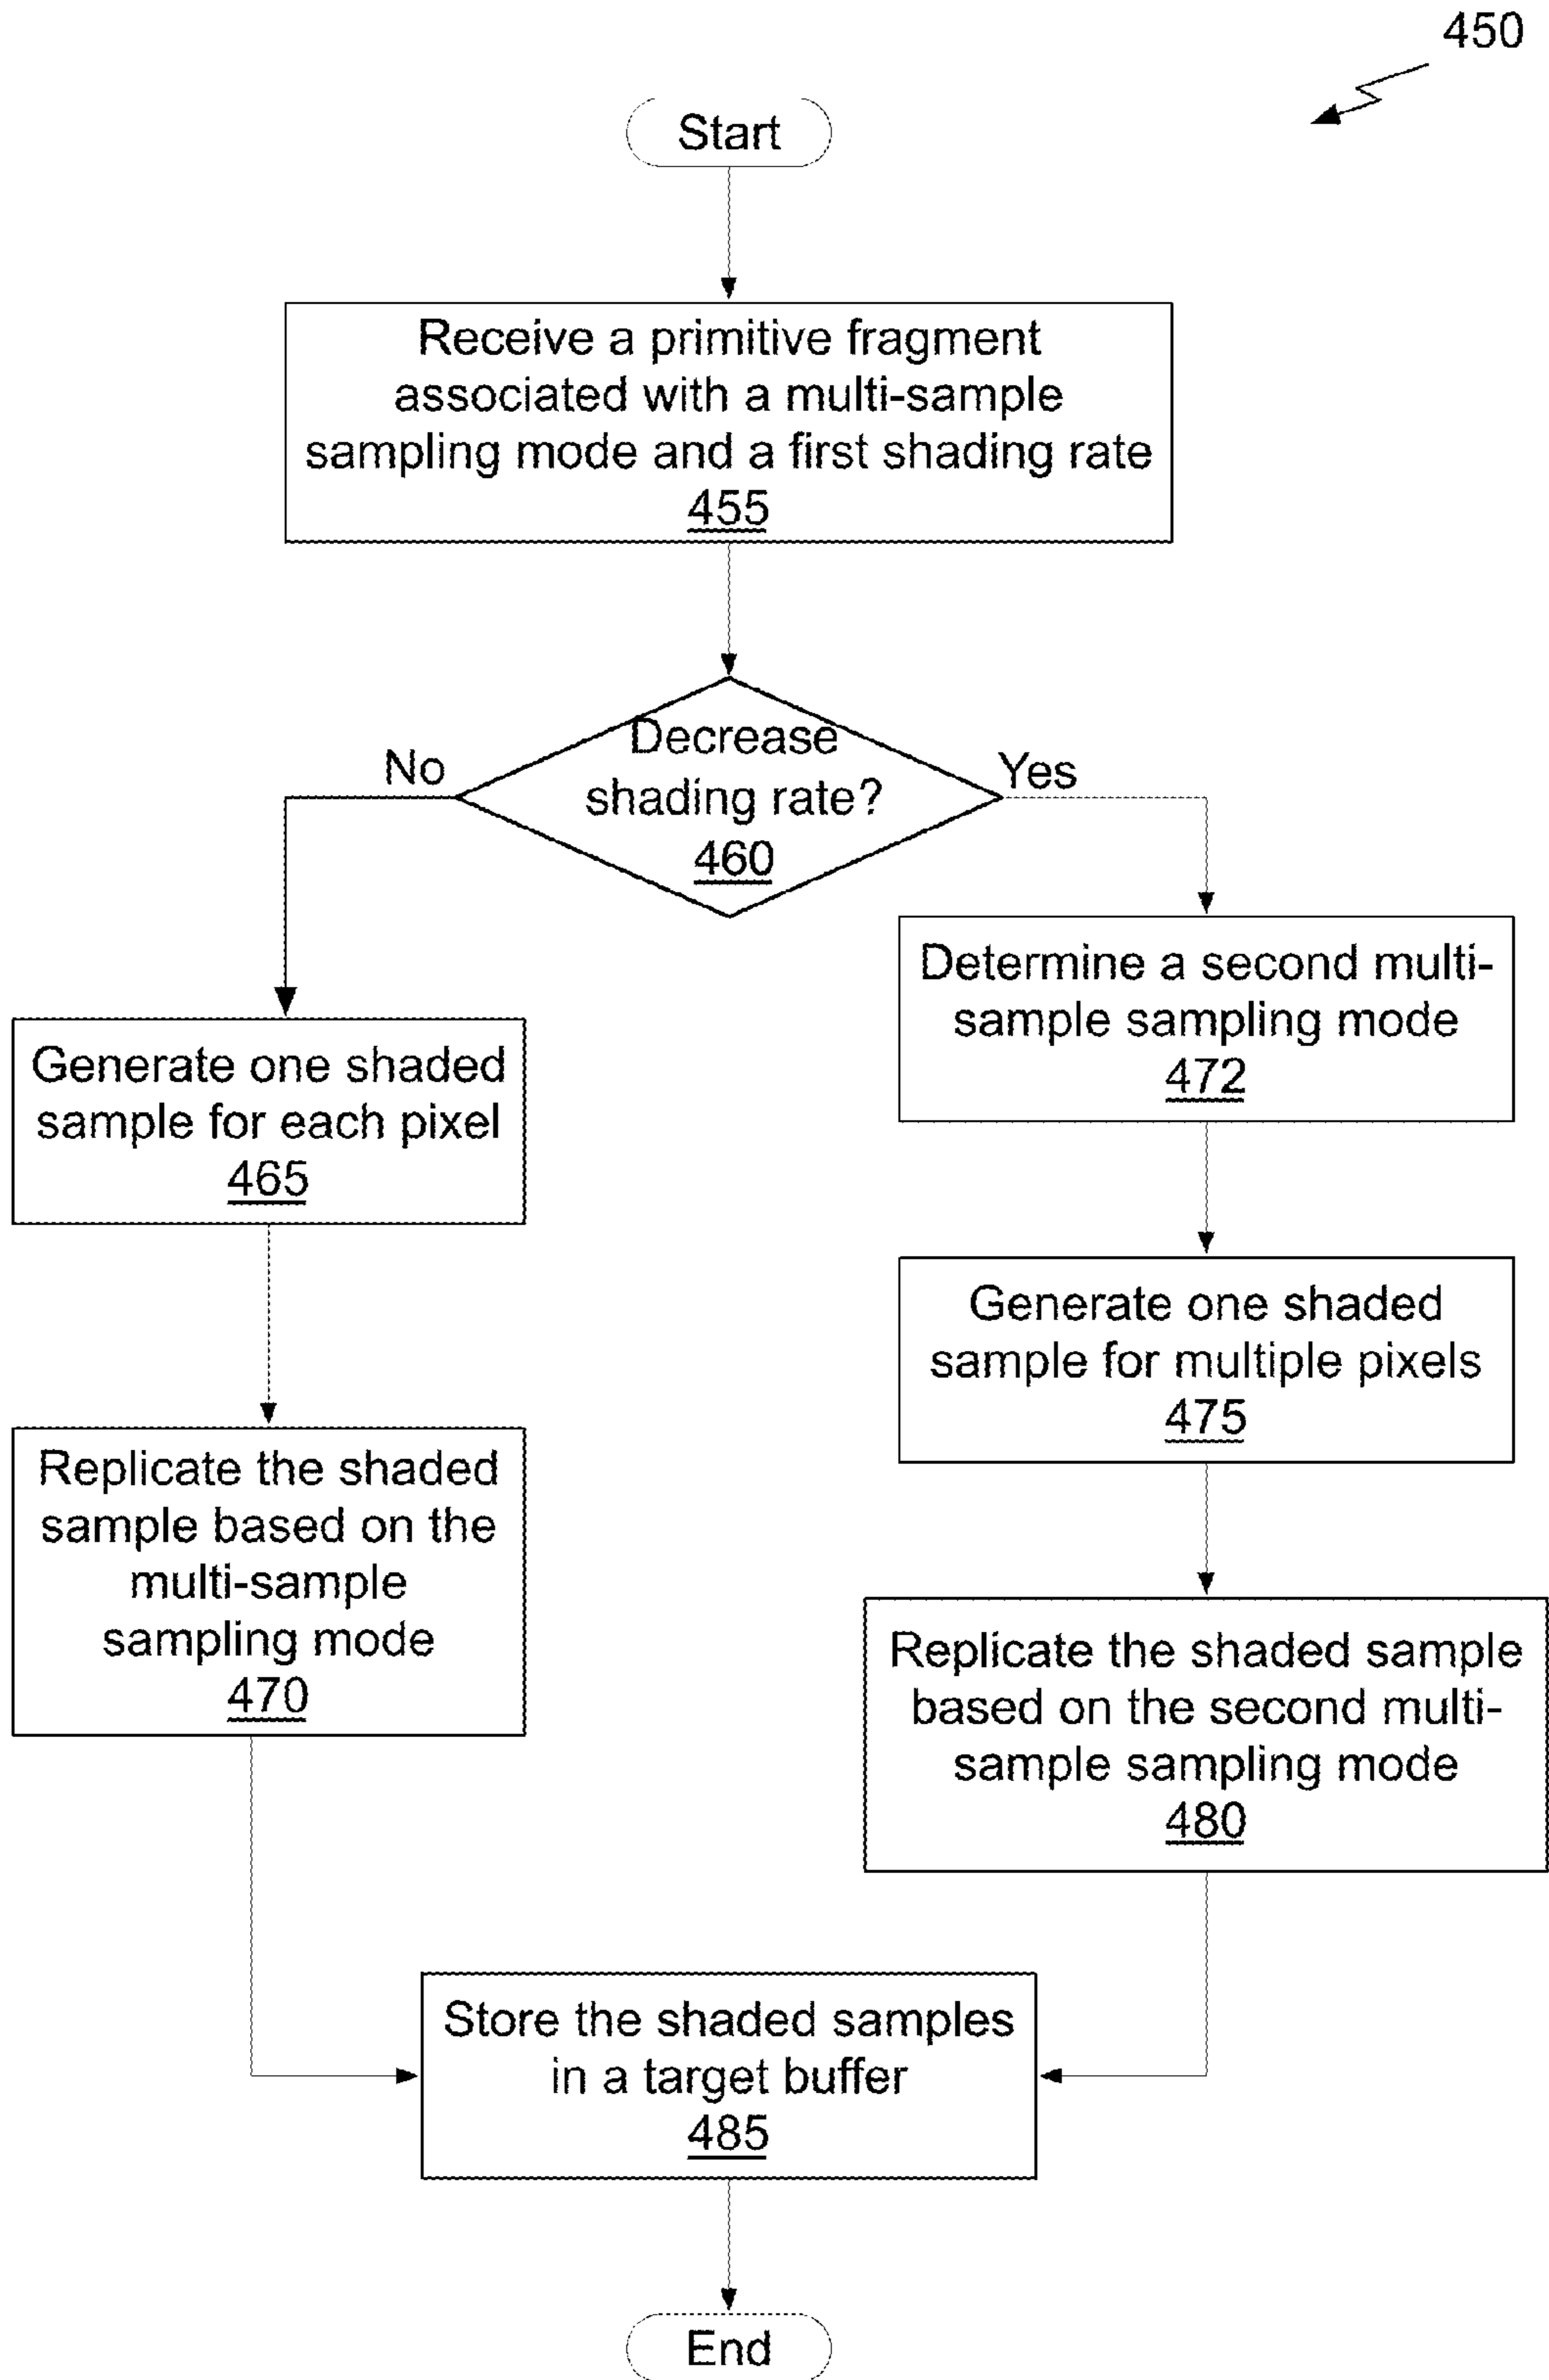 450
Start
Receive a primitive fragment
associated with a multi-sample
sampling mode and a first shading rate
455
Decrease
shading rate?
460
No
Yes
Generate one shaded
sample for each pixel
465
Replicate the shaded
sample based on the
multi-sample
sampling mode
470
Determine a second multi-
sample sampling mode
472
Generate one shaded
sample for multiple pixels
475
Replicate the shaded sample
based on the second multi-
sample sampling mode
480
Store the shaded samples
in a target buffer
485
End